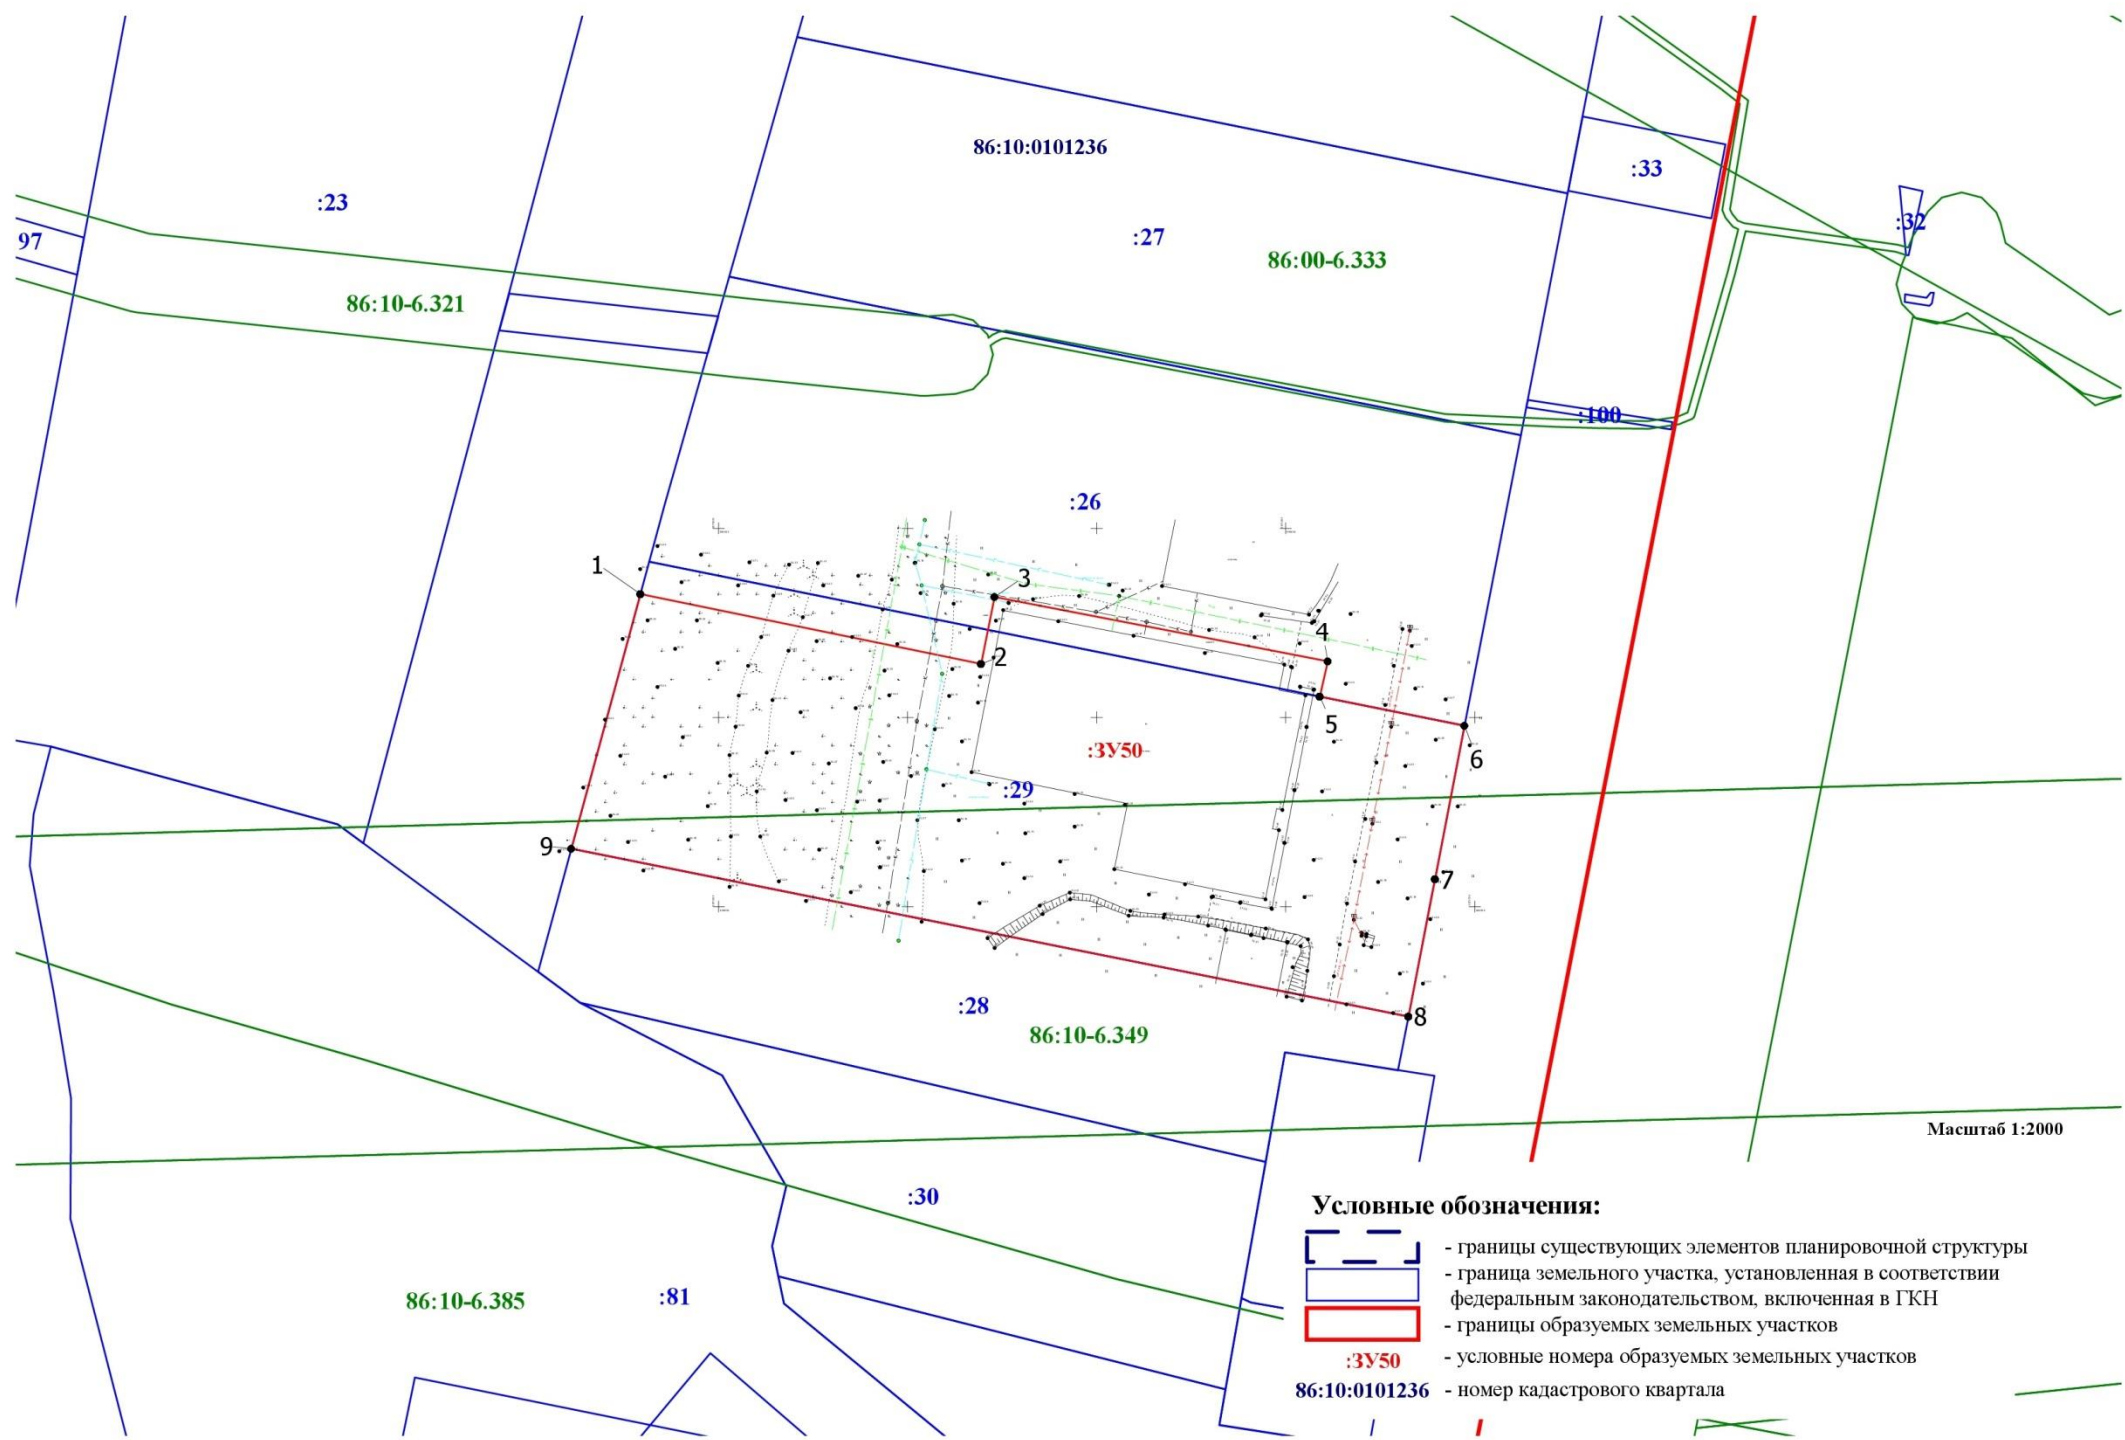 86:10:0101236
:33
:23
:32
97
:27
86:00-6.333
86:10-6.321
:100
:26
1
3
4
2
5
:ЗУ50
6
:29
9
7
:28
8
86:10-6.349
Масштаб 1:2000
:30
Условные обозначения:
- границы существующих элементов планировочной структуры
- граница земельного участка, установленная в соответствии
федеральным законодательством, включенная в ГКН
86:10-6.385
:81
- границы образуемых земельных участков
:ЗУ50 - условные номера образуемых земельных участков
86:10:0101236 - номер кадастрового квартала